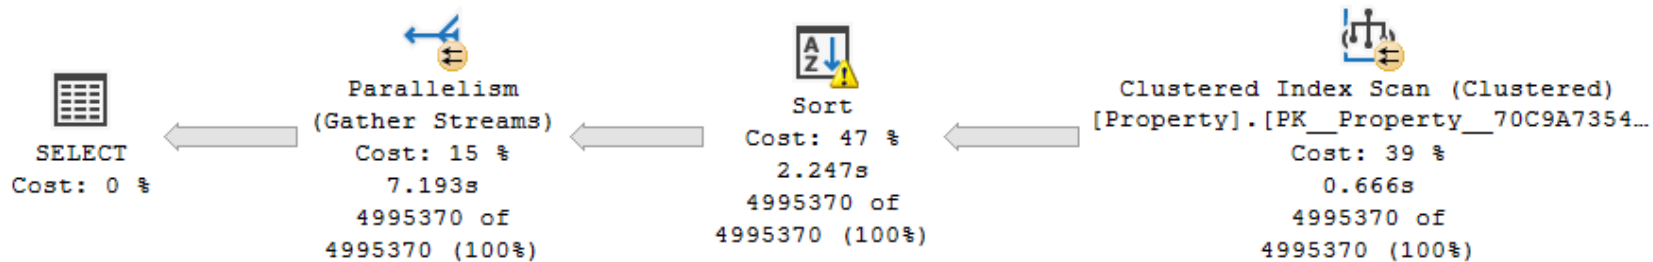 SELECT
Cost: 0 %
Parallelism
(Gather Streams)
Cost: 15 %
7.193s
4995370 of
4995370 (100%)
A
Z
Sort
Cost: 47 %
2.247s
4995370 of
4995370 (100%)
Clustered Index Scan (Clustered)
[Property].[PK__Property__70C9A7354…
Cost: 39 %
0.666s
4995370 of
4995370 (100%)